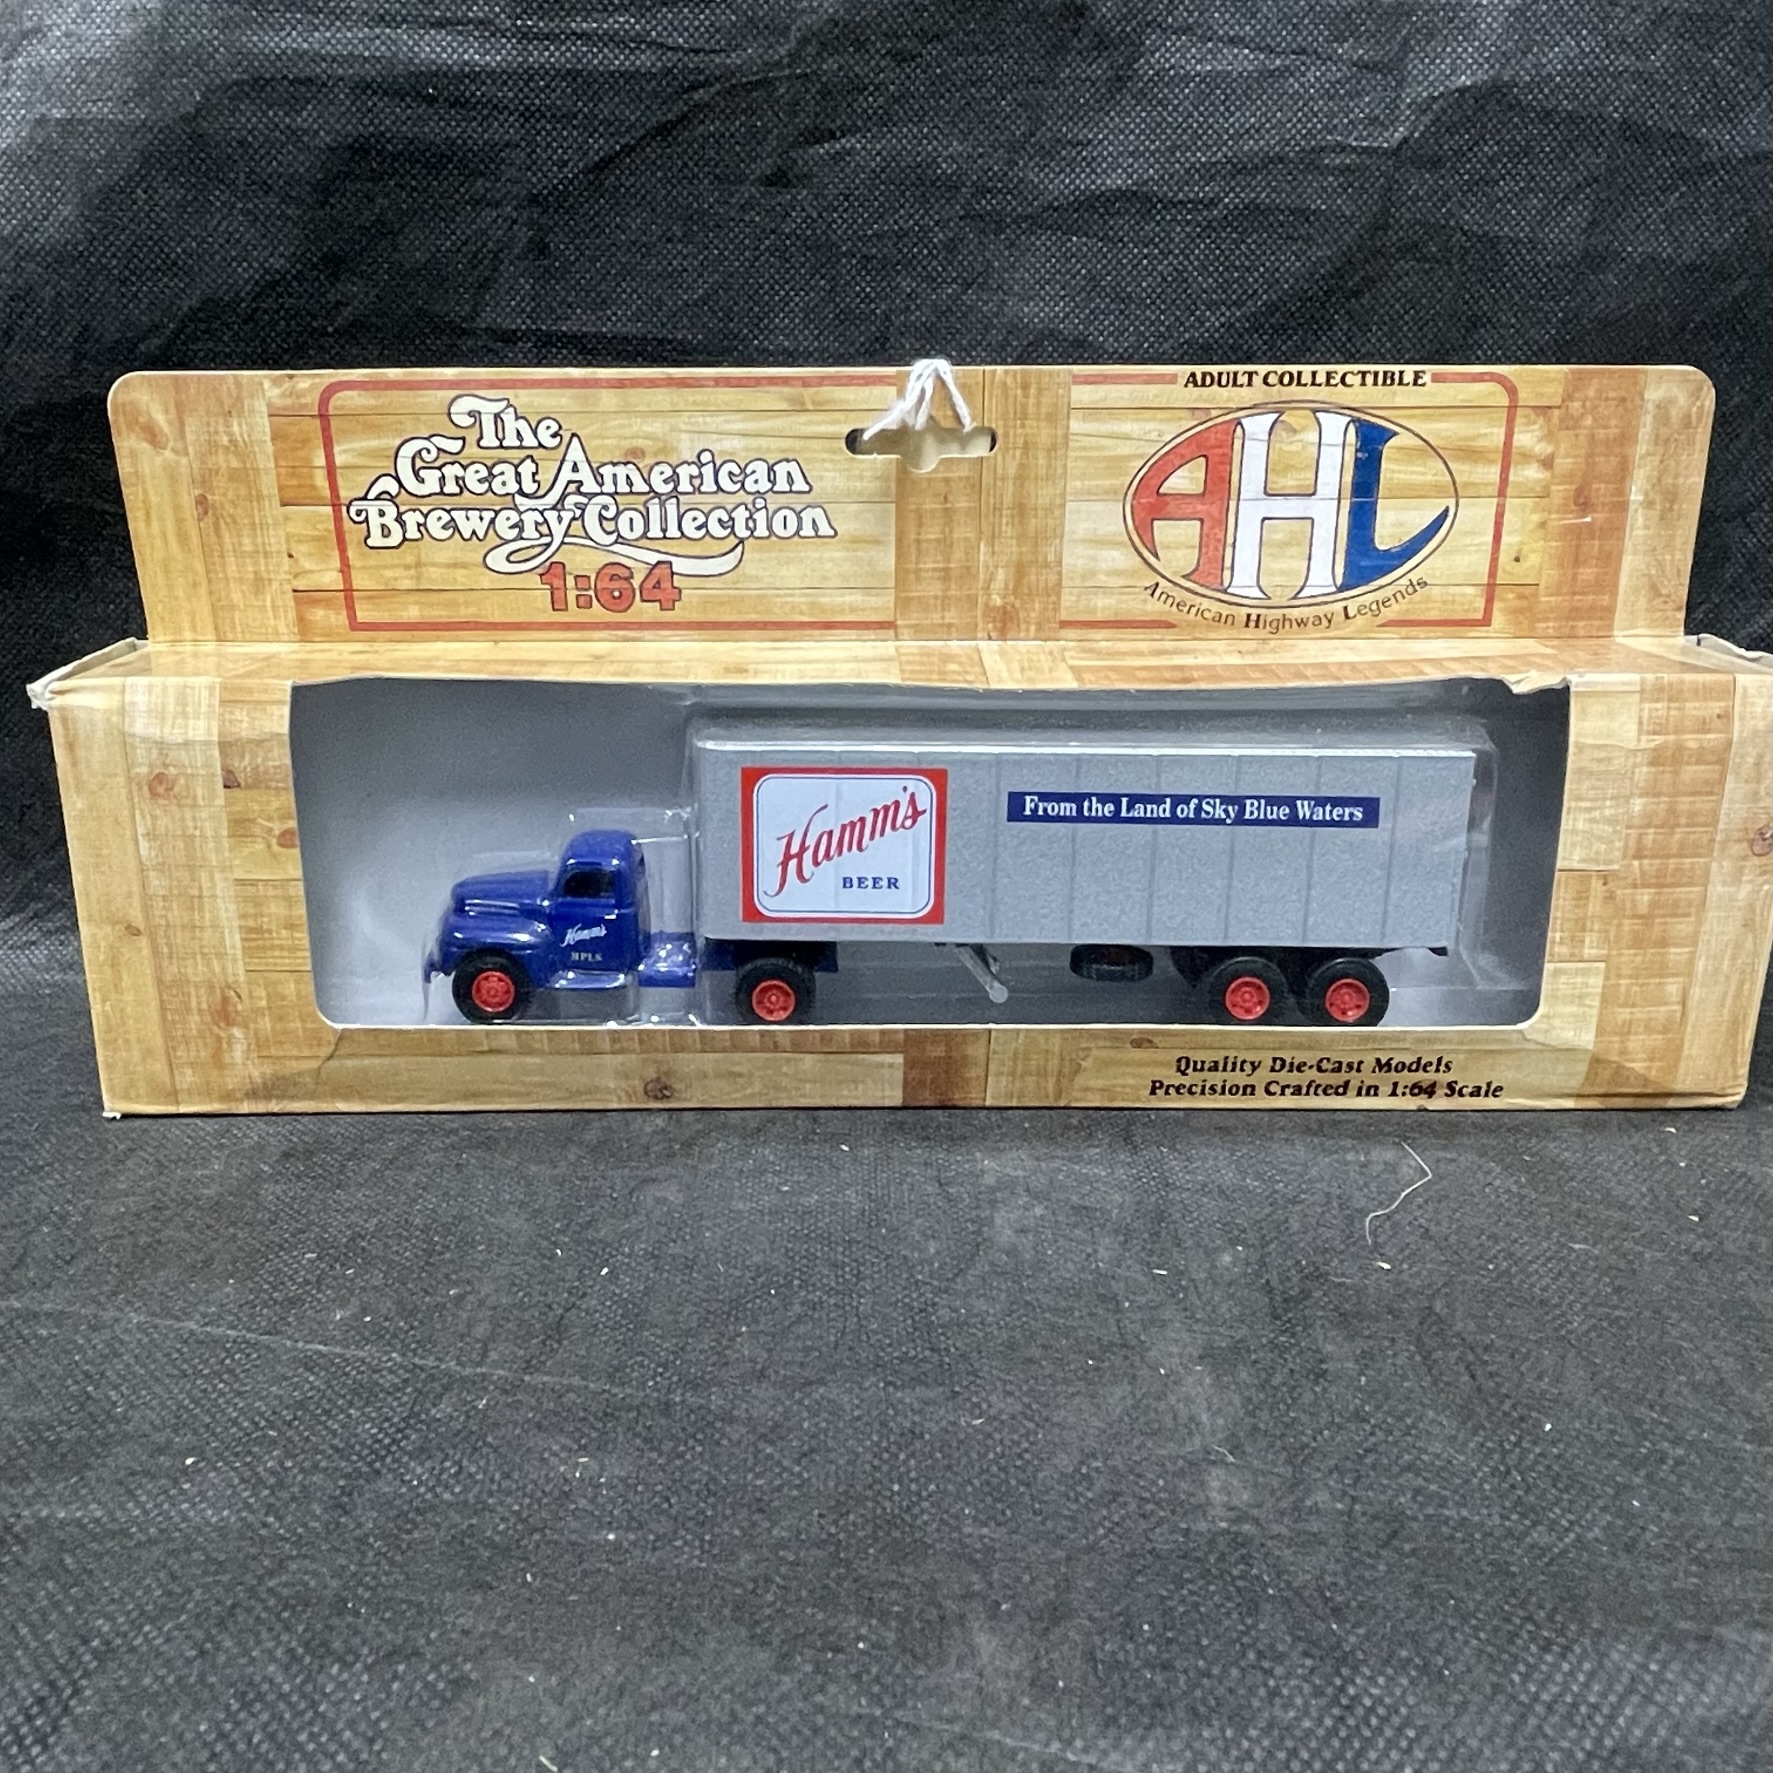 The
Great American
Brewery Collection
1:64
ADULT COLLECTIBLE
AHL
American Highway Legends
Hamm's
BEER
From the Land of Sky Blue Waters
Hamm's
MPLS
Quality Die-Cast Models
Precision Crafted in 1:64 Scale